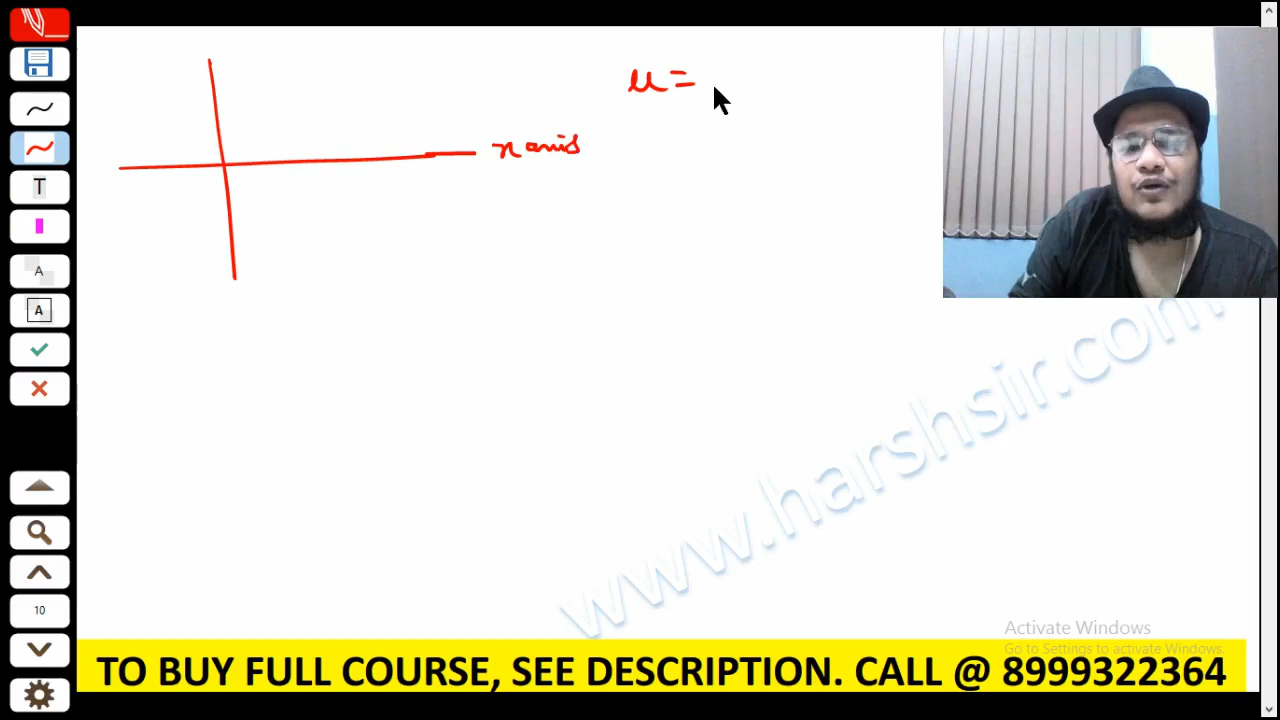 u =
x axis
www.harshsir.com
T
A
A
10
Activate Windows
Go to Settings to activate Windows.
TO BUY FULL COURSE, SEE DESCRIPTION. CALL @ 8999322364